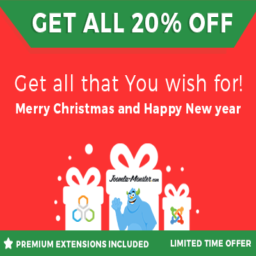 GET ALL 20% OFF
Get all that You wish for!
Merry Christmas and Happy New year
Joomla-Monster.com
PREMIUM EXTENSIONS INCLUDED
LIMITED TIME OFFER